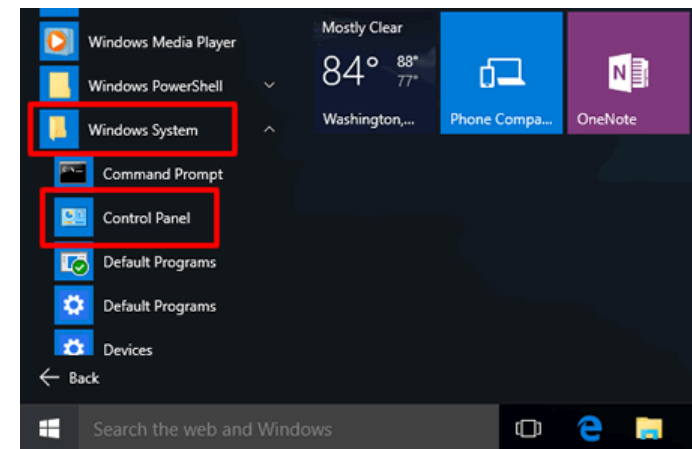 Windows Media Player
Windows PowerShell
Windows System
Command Prompt
Control Panel
Default Programs
Default Programs
Devices
Back
Mostly Clear
84° 88°
77°
Washington,...
Phone Compa...
N
OneNote
Search the web and Windows